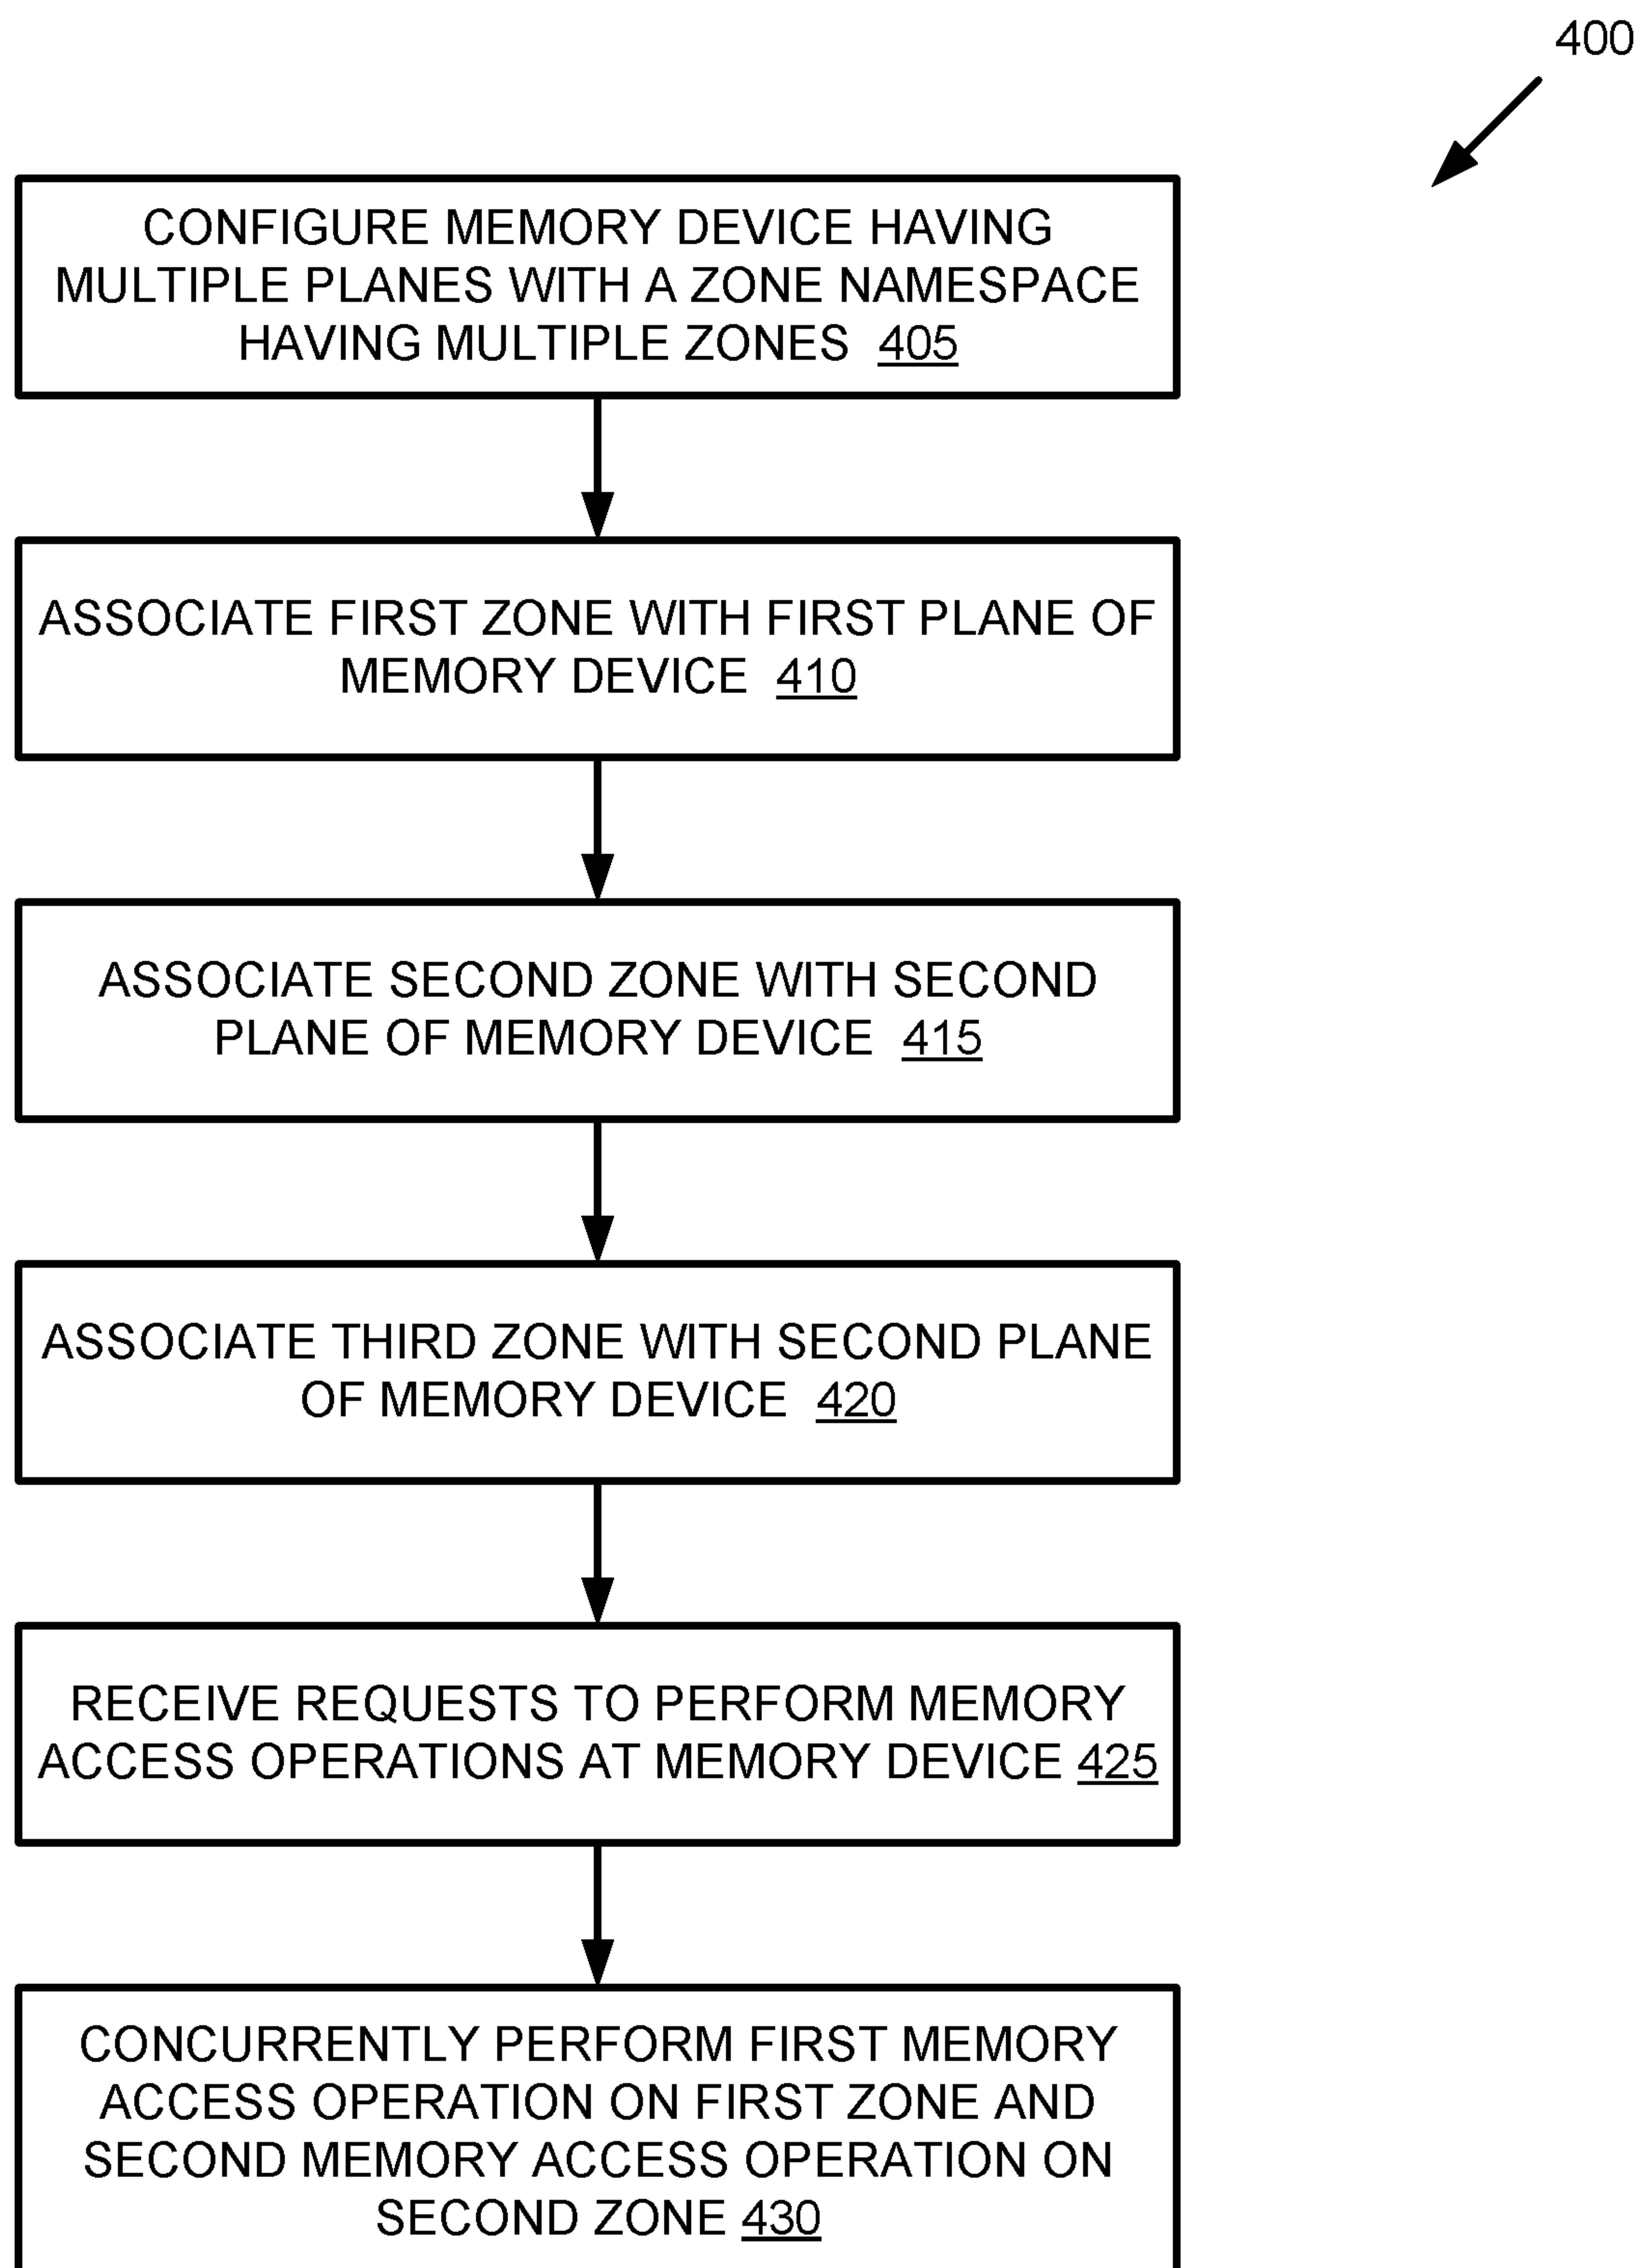 400
CONFIGURE MEMORY DEVICE HAVING
MULTIPLE PLANES WITH A ZONE NAMESPACE
HAVING MULTIPLE ZONES 405
ASSOCIATE FIRST ZONE WITH FIRST PLANE OF
MEMORY DEVICE 410
ASSOCIATE SECOND ZONE WITH SECOND
PLANE OF MEMORY DEVICE 415
ASSOCIATE THIRD ZONE WITH SECOND PLANE
OF MEMORY DEVICE 420
RECEIVE REQUESTS TO PERFORM MEMORY
ACCESS OPERATIONS AT MEMORY DEVICE 425
CONCURRENTLY PERFORM FIRST MEMORY
ACCESS OPERATION ON FIRST ZONE AND
SECOND MEMORY ACCESS OPERATION ON
SECOND ZONE 430